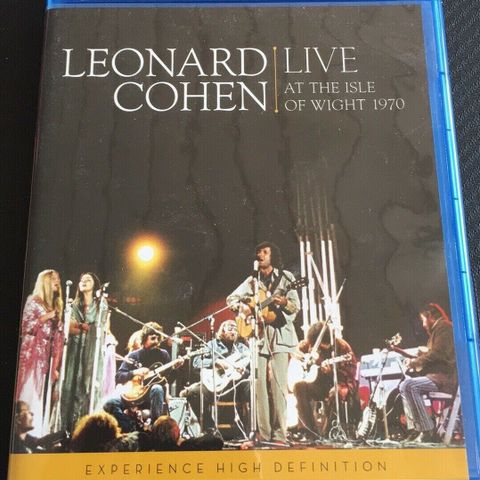 LEONARD
COHEN
LIVE
AT THE ISLE
OF WIGHT 1970
EXPERIENCE HIGH DEFINITION